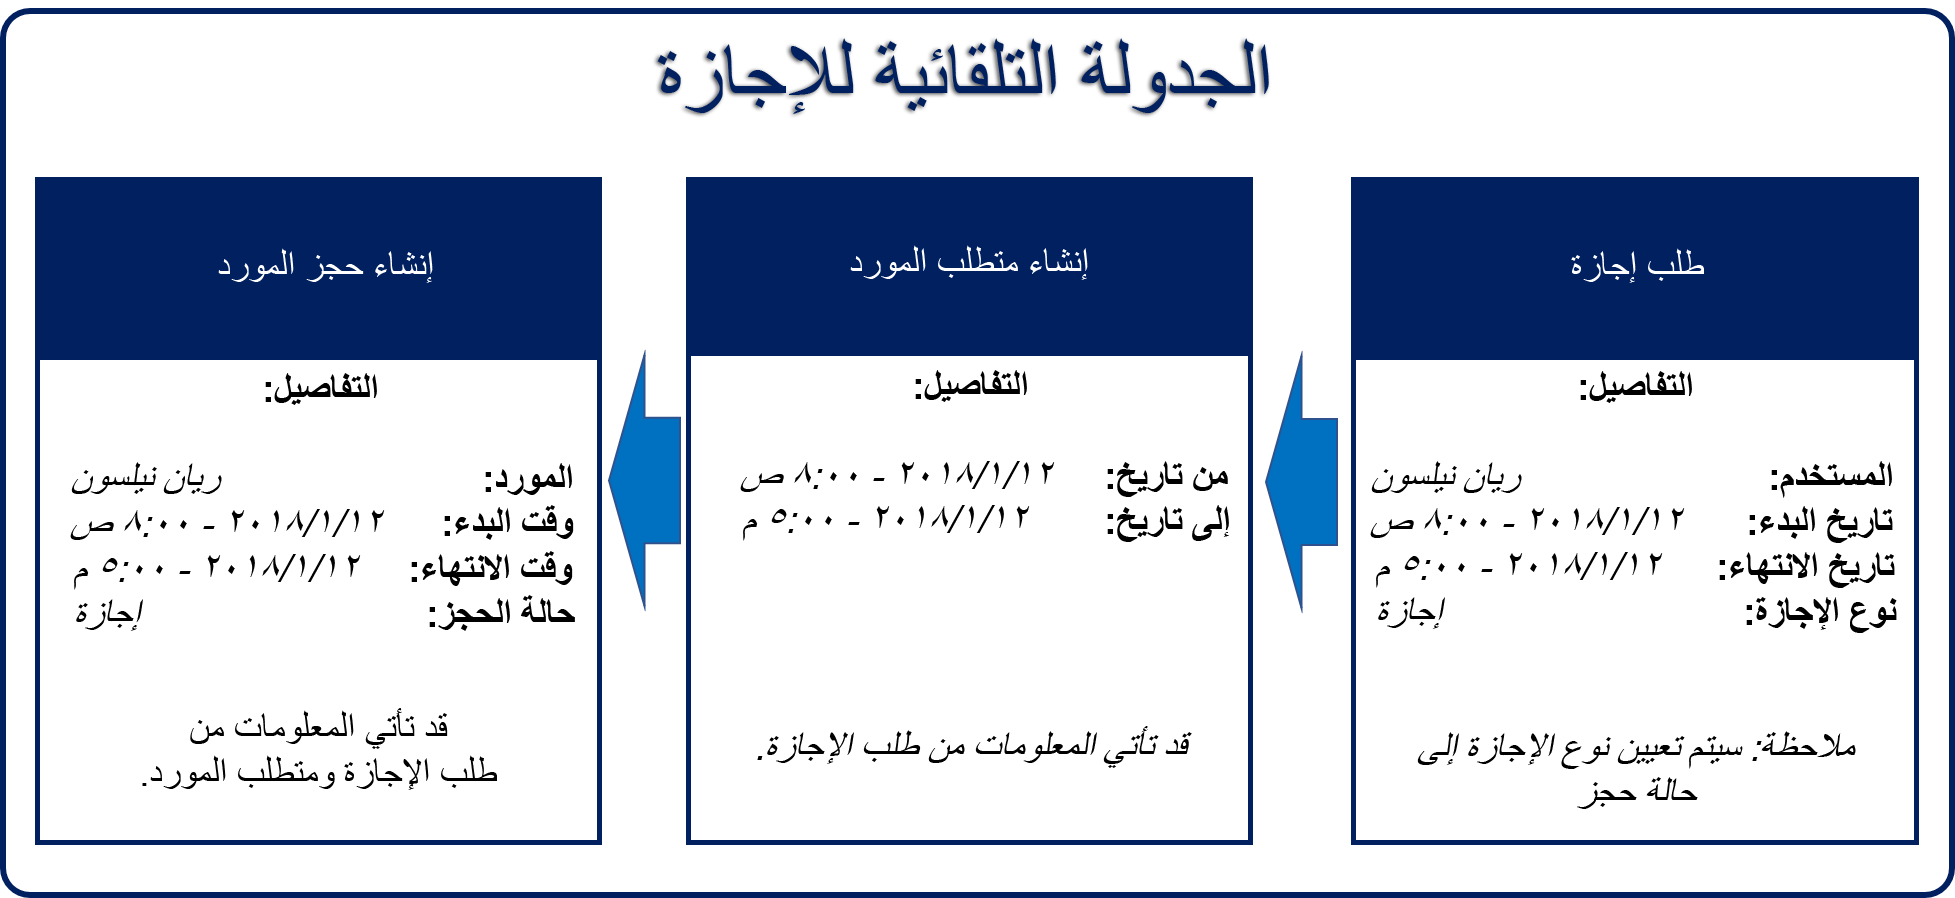 الجدولة التلقائية للإجازة
طلب إجازة
التفاصيل:
المستخدم: ريان نيلسون
تاريخ البدء: ٢٠١٨/١/١٢ - ٨:٠٠ ص
تاريخ الانتهاء: ٢٠١٨/١/١٢ - ٥:٠٠ م
نوع الإجازة: إجازة
ملاحظة: سيتم تعيين نوع الإجازة إلى
حالة حجز
إنشاء متطلب المورد
التفاصيل:
من تاريخ: ٢٠١٨/١/١٢ - ٨:٠٠ ص
إلى تاريخ: ٢٠١٨/١/١٢ - ٥:٠٠ م
قد تأتي المعلومات من طلب الإجازة.
إنشاء حجز المورد
التفاصيل:
المورد: ريان نيلسون
وقت البدء: ٢٠١٨/١/١٢ - ٨:٠٠ ص
وقت الانتهاء: ٢٠١٨/١/١٢ - ٥:٠٠ م
حالة الحجز: إجازة
قد تأتي المعلومات من
طلب الإجازة ومتطلب المورد.